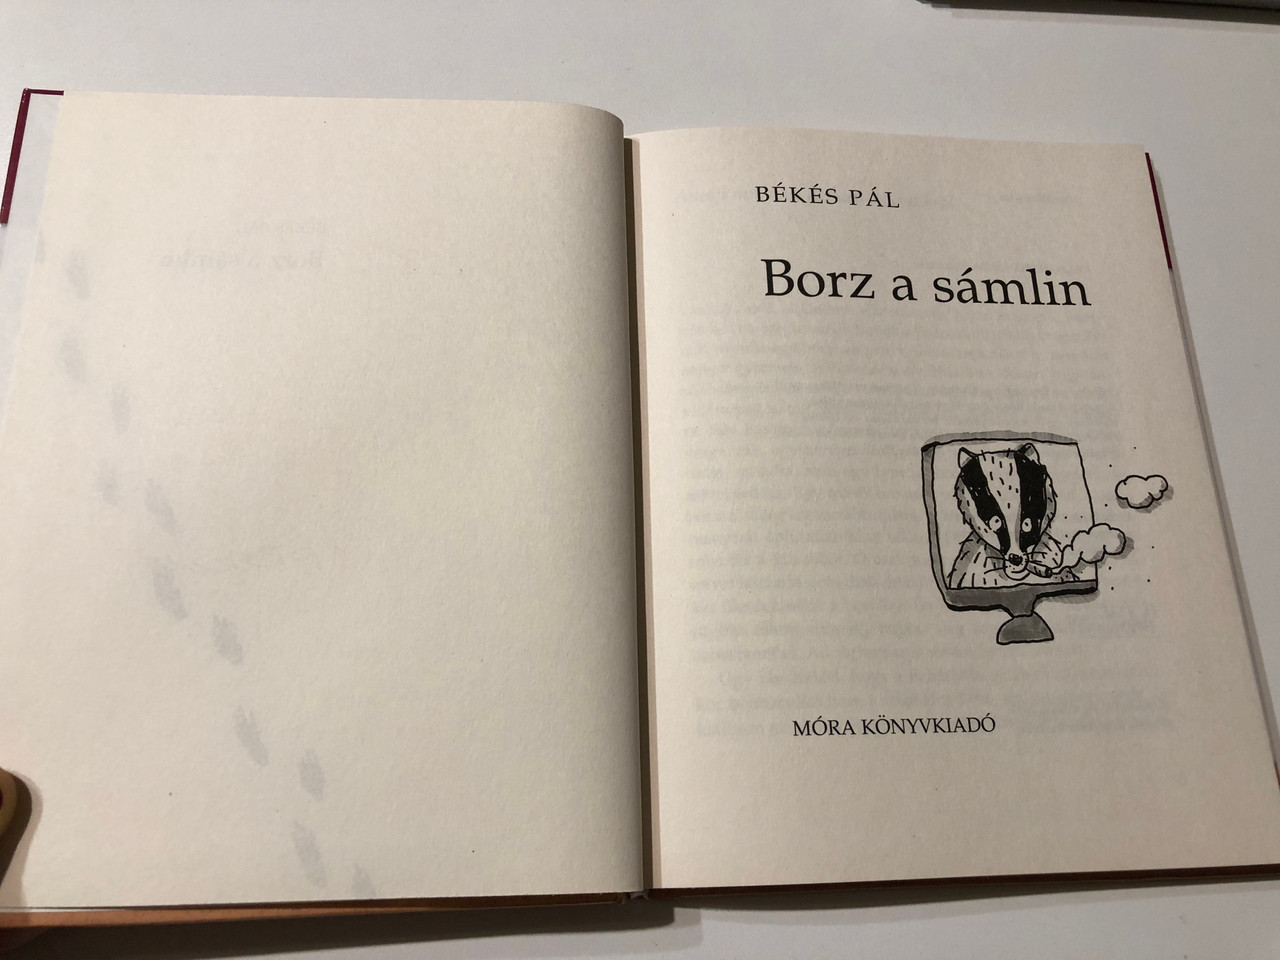 BÉKÉS PÁL
Borz a sámlin
MÓRA KÖNYVKIADÓ